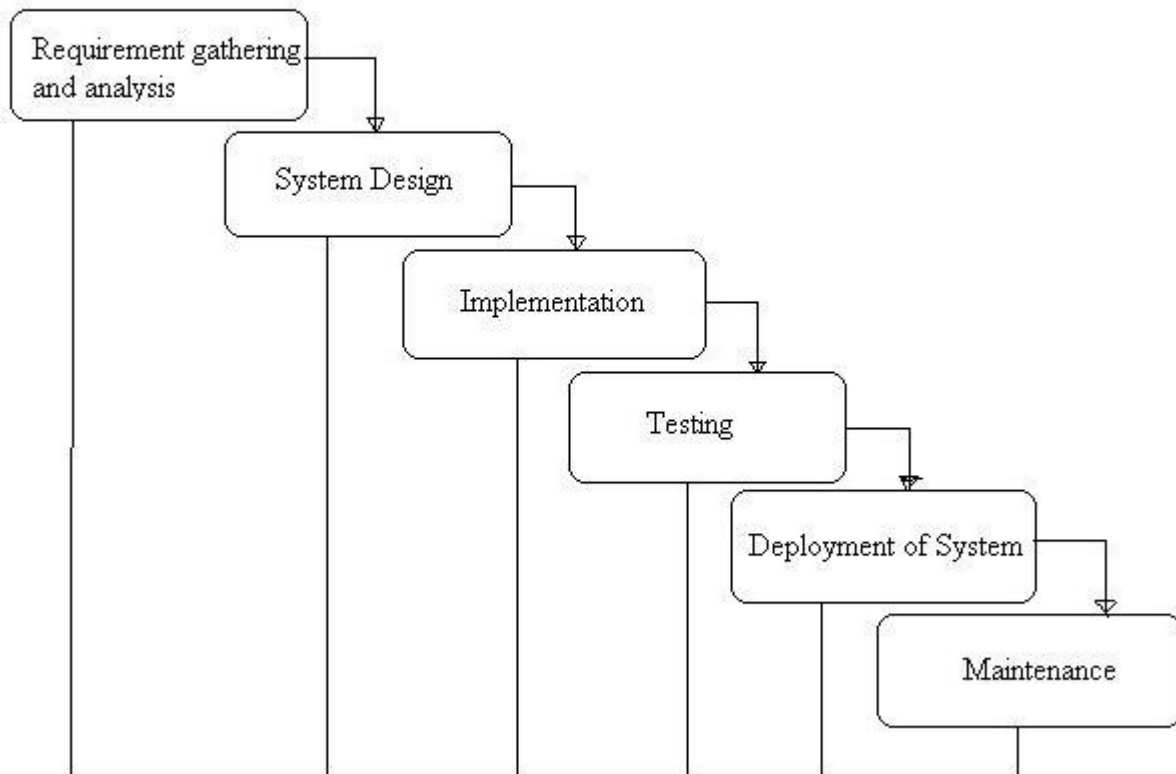 Requirement gathering
and analysis
System Design
Implementation
Testing
Deployment of System
Maintenance